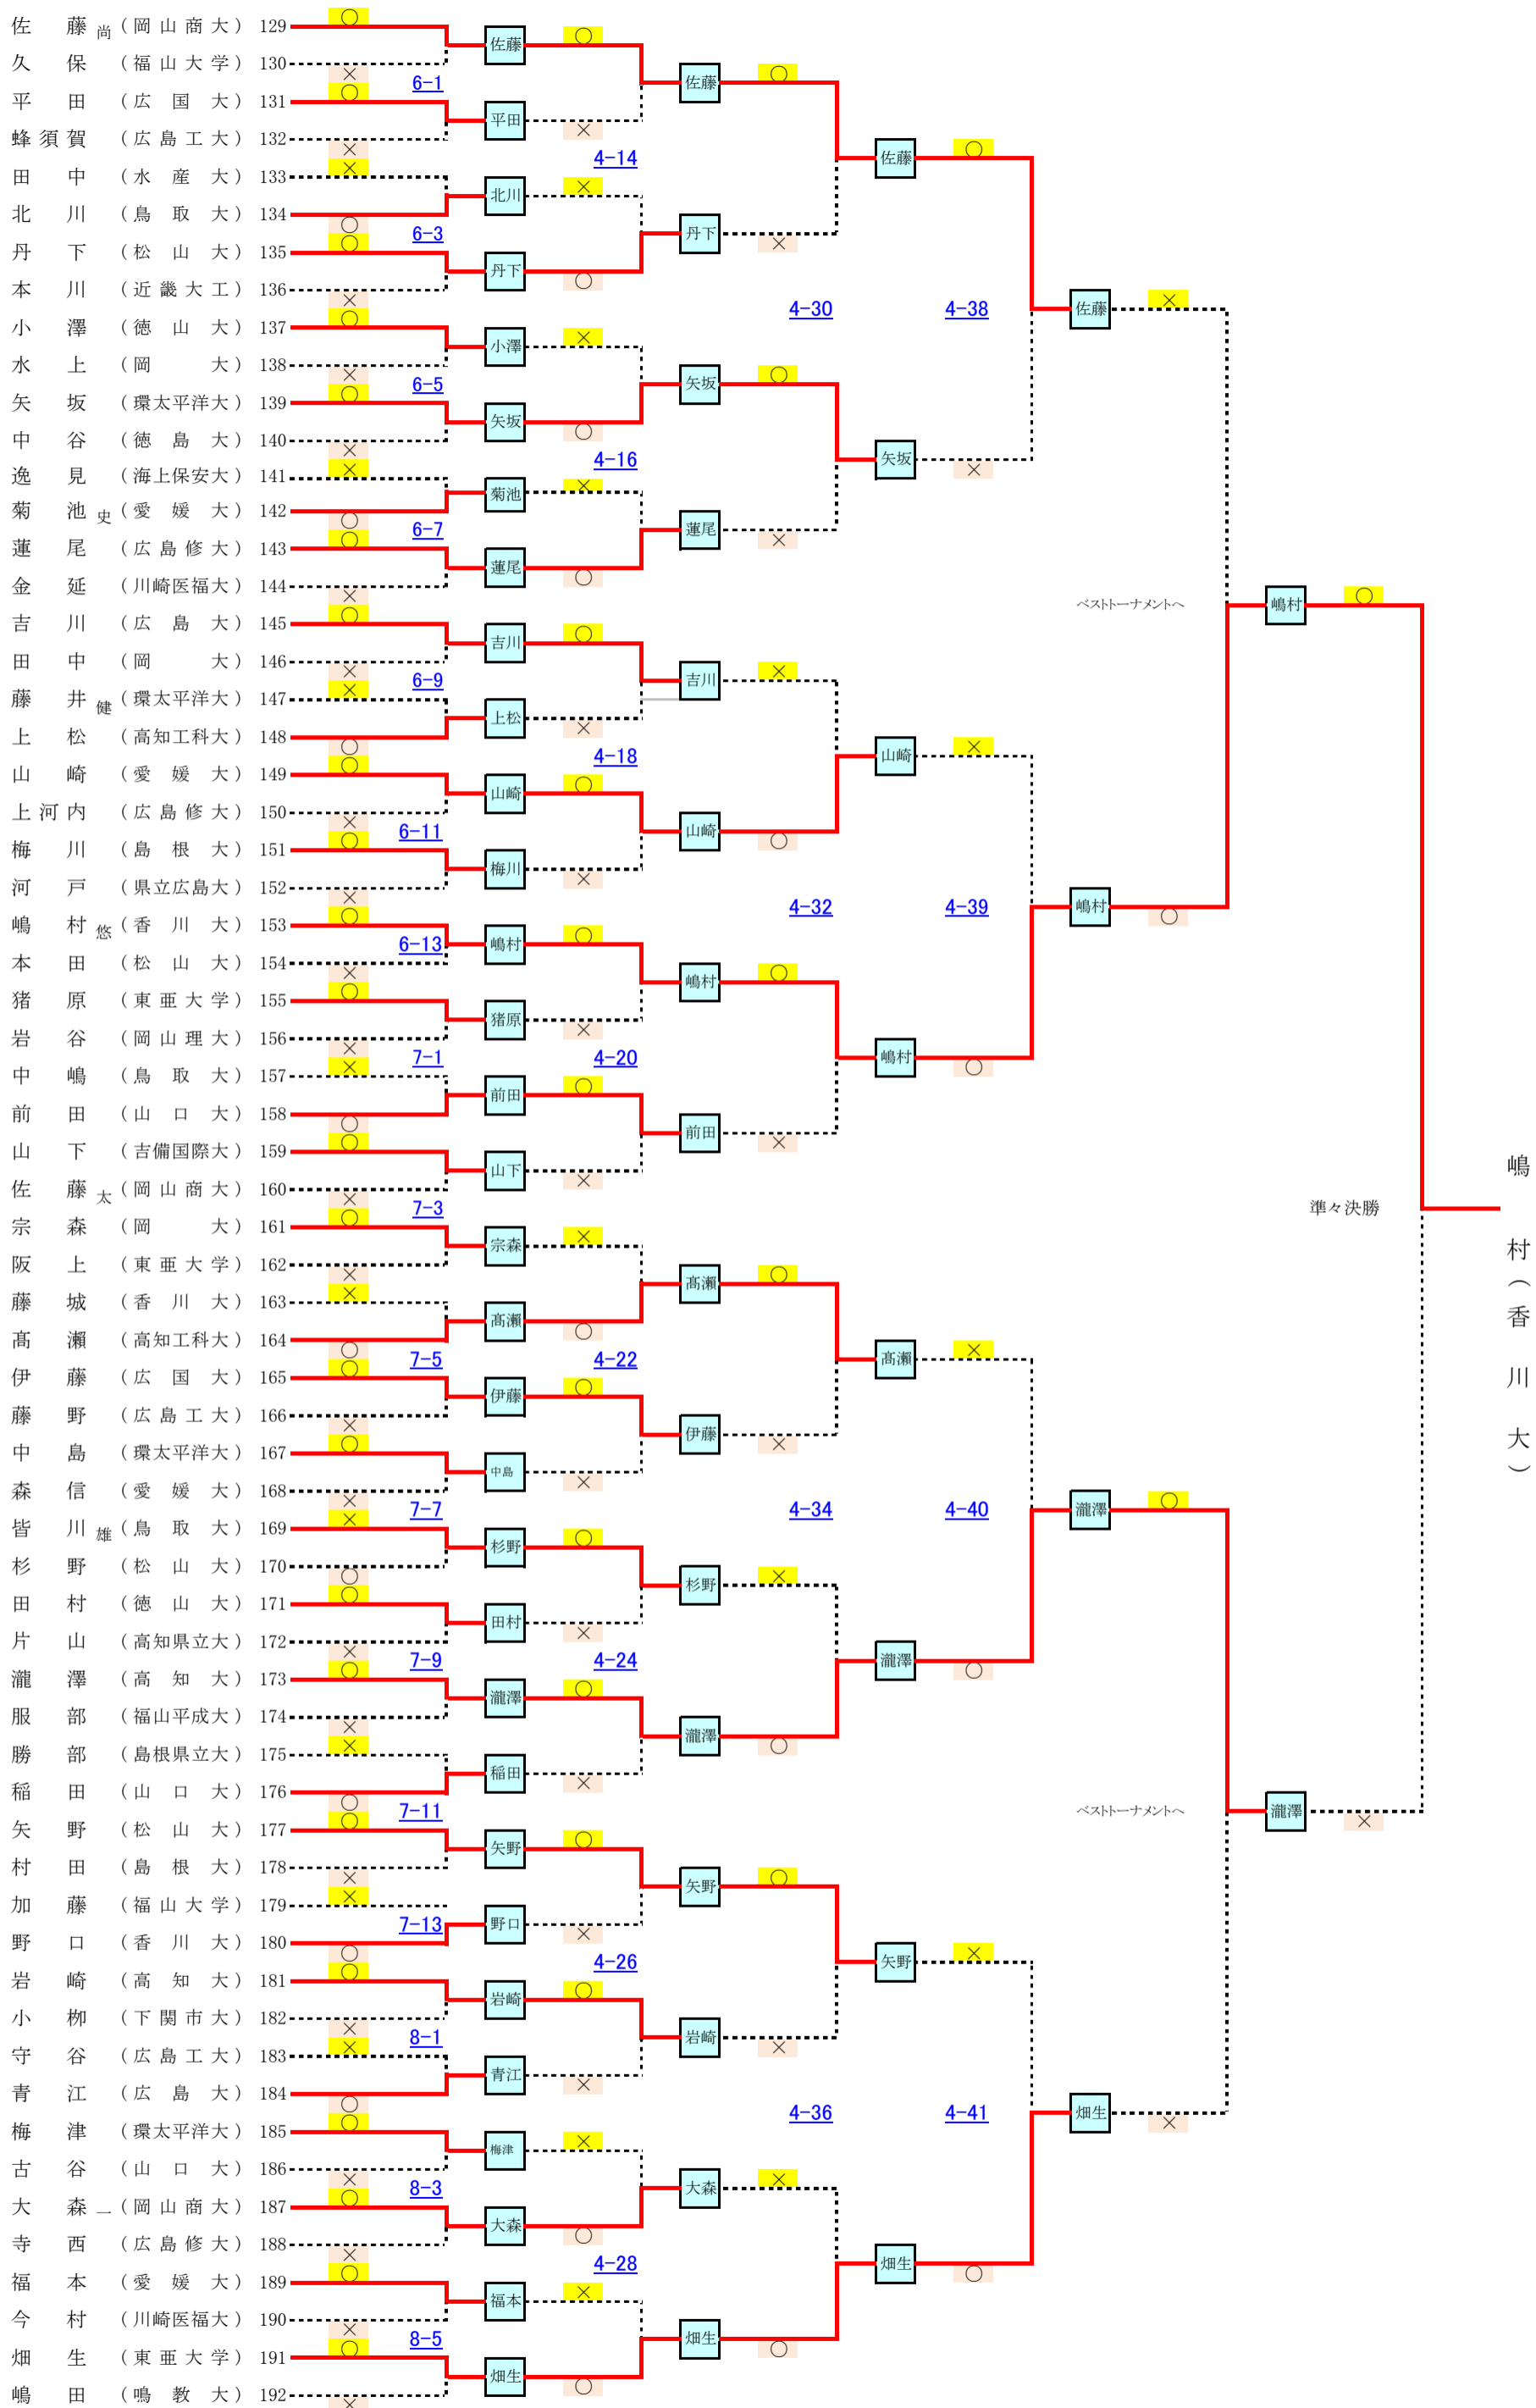 佐藤尚（岡山商大）129
久保（福山大学）130
平田（広国大）131
蜂須賀（広島工大）132
田中（水産大）133
北川（鳥取大）134
丹下（松山大）135
本川（近畿大工）136
小澤（徳山大）137
水上（岡大）138
矢坂（環太平洋大）139
中谷（徳島大）140
逸見（海上保安大）141
菊池史（愛媛大）142
蓮尾（広島修大）143
金延（川崎医福大）144
吉川（広島大）145
田中（岡大）146
藤井健（環太平洋大）147
上松（高知工科大）148
山崎（愛媛大）149
上河内（広島修大）150
梅川（島根大）151
河戸（県立広島大）152
嶋村悠（香川大）153
本田（松山大）154
猪原（東亜大学）155
岩谷（岡山理大）156
中嶋（鳥取大）157
前田（山口大）158
山下（吉備国際大）159
佐藤太（岡山商大）160
宗森（岡大）161
阪上（東亜大学）162
藤城（香川大）163
髙瀨（高知工科大）164
伊藤（広国大）165
藤野（広島工大）166
中島（環太平洋大）167
森信（愛媛大）168
皆川雄（鳥取大）169
杉野（松山大）170
田村（徳山大）171
片山（高知県立大）172
瀧澤（高知大）173
服部（福山平成大）174
勝部（島根県立大）175
稲田（山口大）176
矢野（松山大）177
村田（島根大）178
加藤（福山大学）179
野口（香川大）180
岩崎（高知大）181
小栁（下関市大）182
守谷（広島工大）183
青江（広島大）184
梅津（環太平洋大）185
古谷（山口大）186
大森一（岡山商大）187
寺西（広島修大）188
福本（愛媛大）189
今村（川崎医福大）190
畑生（東亜大学）191
嶋田（鳴教大）192
○
×
○
×
×
○
○
×
○
×
○
×
×
○
○
×
○
×
×
○
○
×
○
×
○
×
○
×
×
○
○
×
○
×
×
○
○
×
○
×
×
○
○
×
○
×
×
○
○
×
×
○
○
×
×
○
○
×
○
×
○
×
○
×
6-1
6-3
6-5
6-7
6-9
6-11
6-13
7-1
7-3
7-5
7-7
7-9
7-11
7-13
8-1
8-3
8-5
佐藤 ○
平田 ×
北川 ×
丹下 ○
小澤 ×
矢坂 ○
菊池 ×
蓮尾 ○
吉川 ○
上松 ×
山崎 ○
梅川 ×
嶋村 ○
猪原 ×
前田 ○
山下 ×
宗森 ×
髙瀨 ○
伊藤 ○
中島 ×
杉野 ○
田村 ×
瀧澤 ○
稲田 ×
矢野 ○
野口 ×
岩崎 ○
青江 ×
梅津 ×
大森 ○
福本 ×
畑生 ○
4-14
4-16
4-18
4-20
4-22
4-24
4-26
4-28
佐藤 ○
丹下 ×
矢坂 ○
蓮尾 ×
吉川 ×
山崎 ○
嶋村 ○
前田 ×
髙瀨 ○
伊藤 ×
杉野 ×
瀧澤 ○
矢野 ○
岩崎 ×
大森 ×
畑生 ○
4-30
4-32
4-34
4-36
佐藤 ○
矢坂 ×
山崎 ×
嶋村 ○
髙瀨 ×
瀧澤 ○
矢野 ×
畑生 ○
4-38
4-39
4-40
4-41
佐藤 ×
嶋村 ○
瀧澤 ○
畑生 ×
ベストトーナメントへ
ベストトーナメントへ
嶋村 ○
瀧澤 ×
準々決勝
嶋村（香川大）